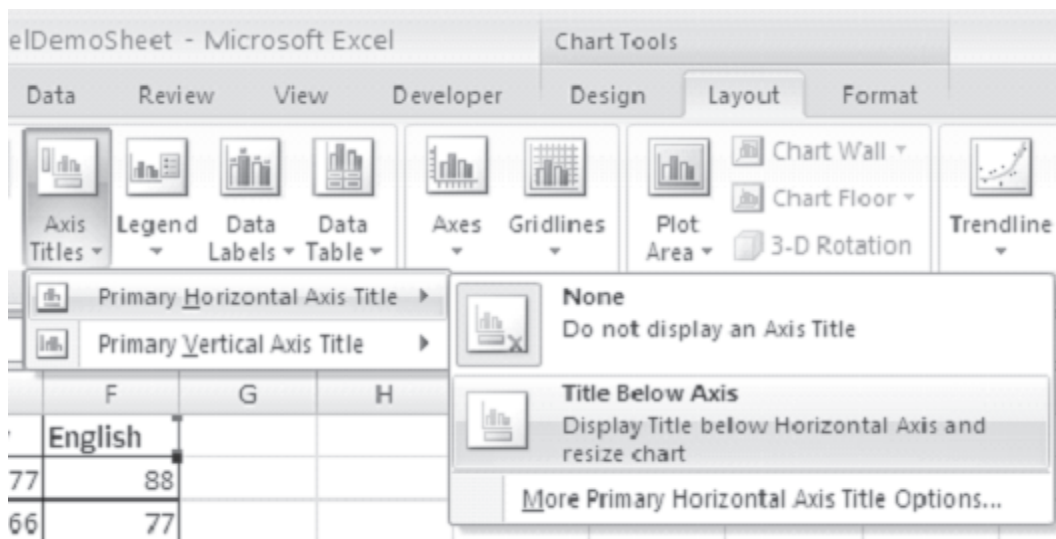 elDemoSheet - Microsoft Excel
Chart Tools
Data Review View Developer Design Layout Format
Axis Titles
Legend
Data Labels
Data Table
Axes
Gridlines
Plot Area
Chart Wall
Chart Floor
3-D Rotation
Trendline
Primary Horizontal Axis Title
Primary Vertical Axis Title
None
Do not display an Axis Title
Title Below Axis
Display Title below Horizontal Axis and
resize chart
More Primary Horizontal Axis Title Options...
F G H
English
77 88
66 77